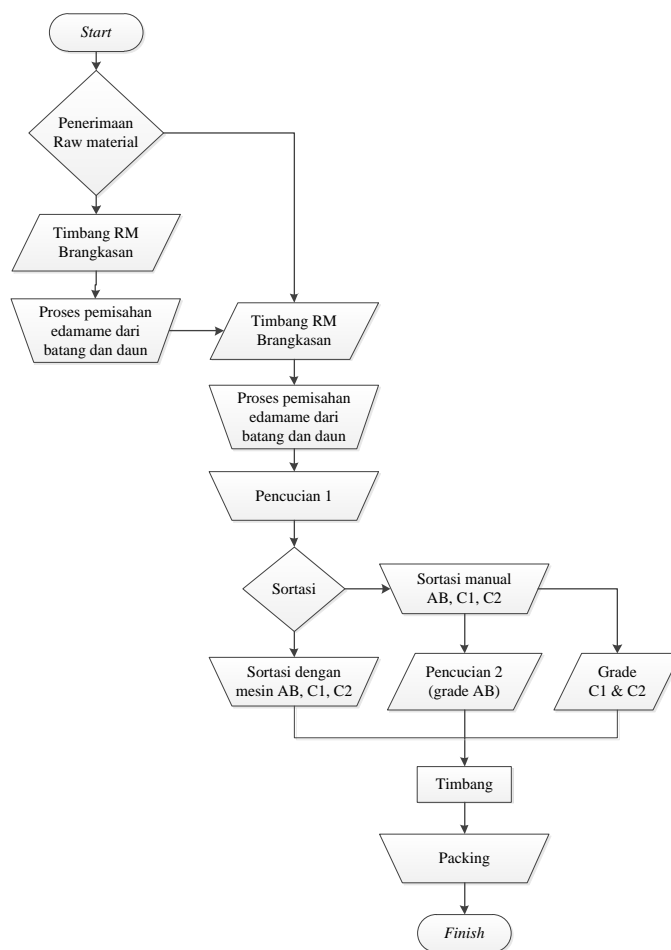 Start
Penerimaan
Raw material
Timbang RM
Brangkasan
Proses pemisahan
edamame dari
batang dan daun
Timbang RM
Brangkasan
Proses pemisahan
edamame dari
batang dan daun
Pencucian 1
Sortasi
Sortasi manual
AB, C1, C2
Sortasi dengan
mesin AB, C1, C2
Pencucian 2
(grade AB)
Grade
C1 & C2
Timbang
Packing
Finish